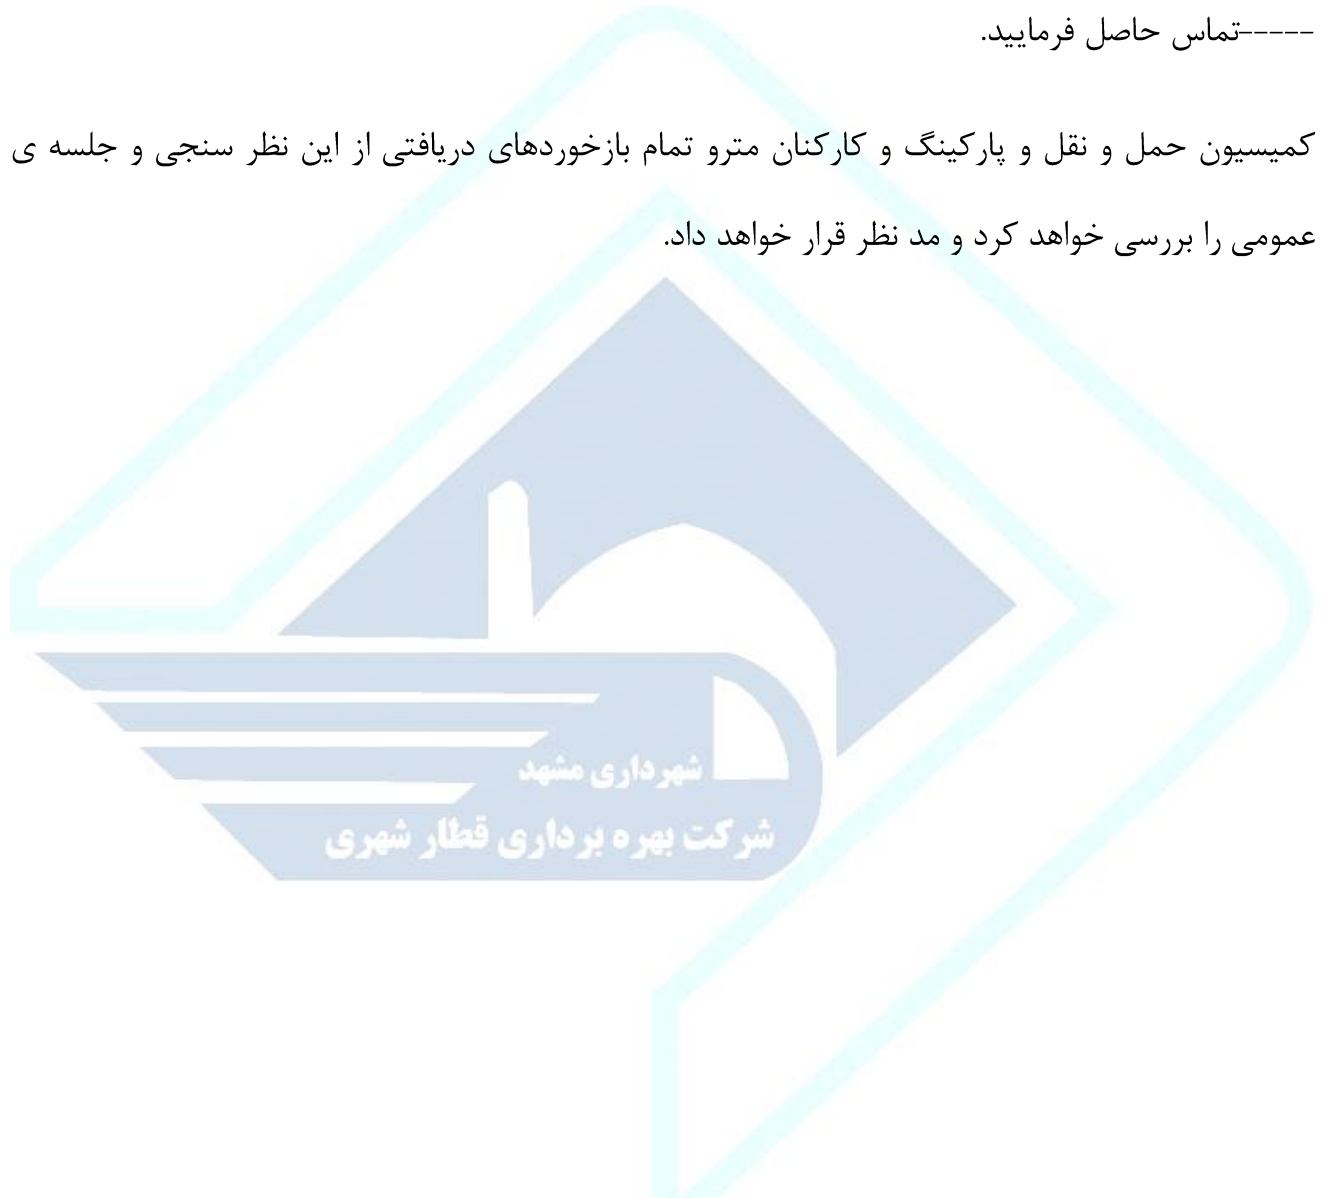 -----تماس حاصل فرمایید.
کمیسیون حمل و نقل و پارکینگ و کارکنان مترو تمام بازخوردهای دریافتی از این نظر سنجی و جلسه ی
عمومی را بررسی خواهد کرد و مد نظر قرار خواهد داد.
شهرداری مشهد
شرکت بهره برداری قطار شهری